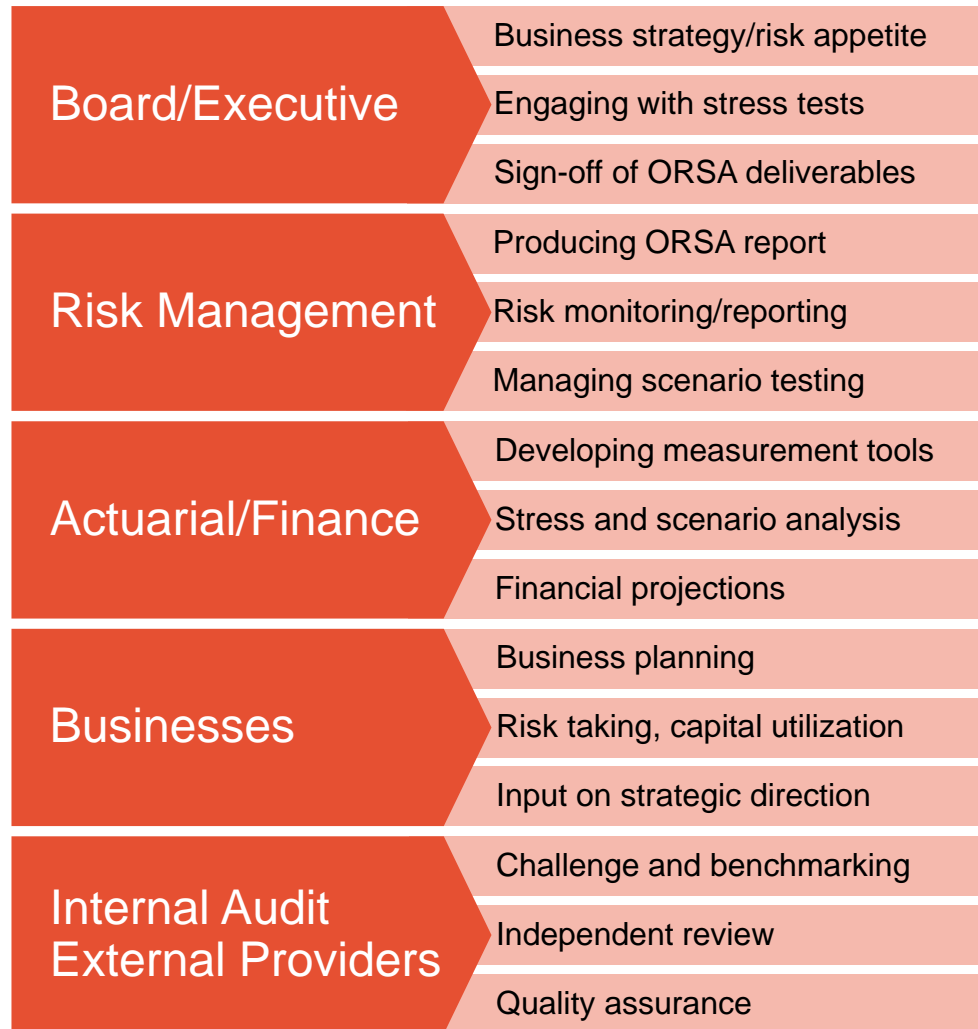 Board/Executive
Business strategy/risk appetite
Engaging with stress tests
Sign-off of ORSA deliverables
Risk Management
Producing ORSA report
Risk monitoring/reporting
Managing scenario testing
Actuarial/Finance
Developing measurement tools
Stress and scenario analysis
Financial projections
Businesses
Business planning
Risk taking, capital utilization
Input on strategic direction
Internal Audit
External Providers
Challenge and benchmarking
Independent review
Quality assurance